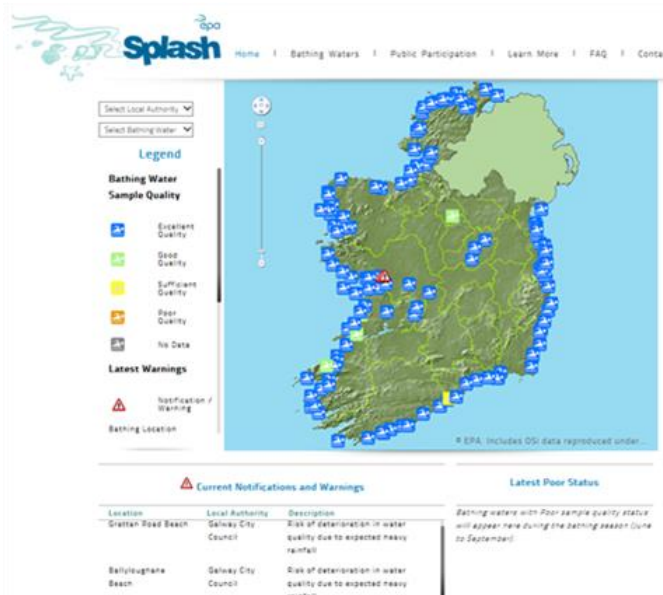 epa
Splash
Home | Bathing Waters | Public Participation | Learn More | FAQ | Conta
Select Local Authority
Select Bathing Water
Legend
Bathing Water
Sample Quality
Excellent
Quality
Good
Quality
Sufficient
Quality
Poor
Quality
No Data
Latest Warnings
Notification /
Warning
Bathing Location
© EPA, Includes OSi data reproduced under...
Current Notifications and Warnings
Location Local Authority Description
Grattan Road Beach Galway City Risk of deterioration in water
Council quality due to expected heavy
rainfall
Ballyloughane Galway City Risk of deterioration in water
Beach Council quality due to expected heavy
Latest Poor Status
Bathing waters with Poor sample quality status
will appear here during the bathing season (June
to September).